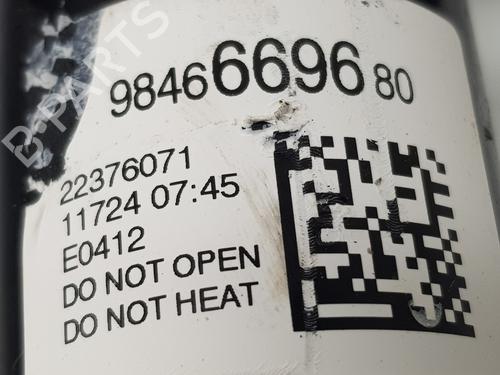 9846669680
22376071
11724 07:45
E0412
DO NOT OPEN
DO NOT HEAT
B-PARTS